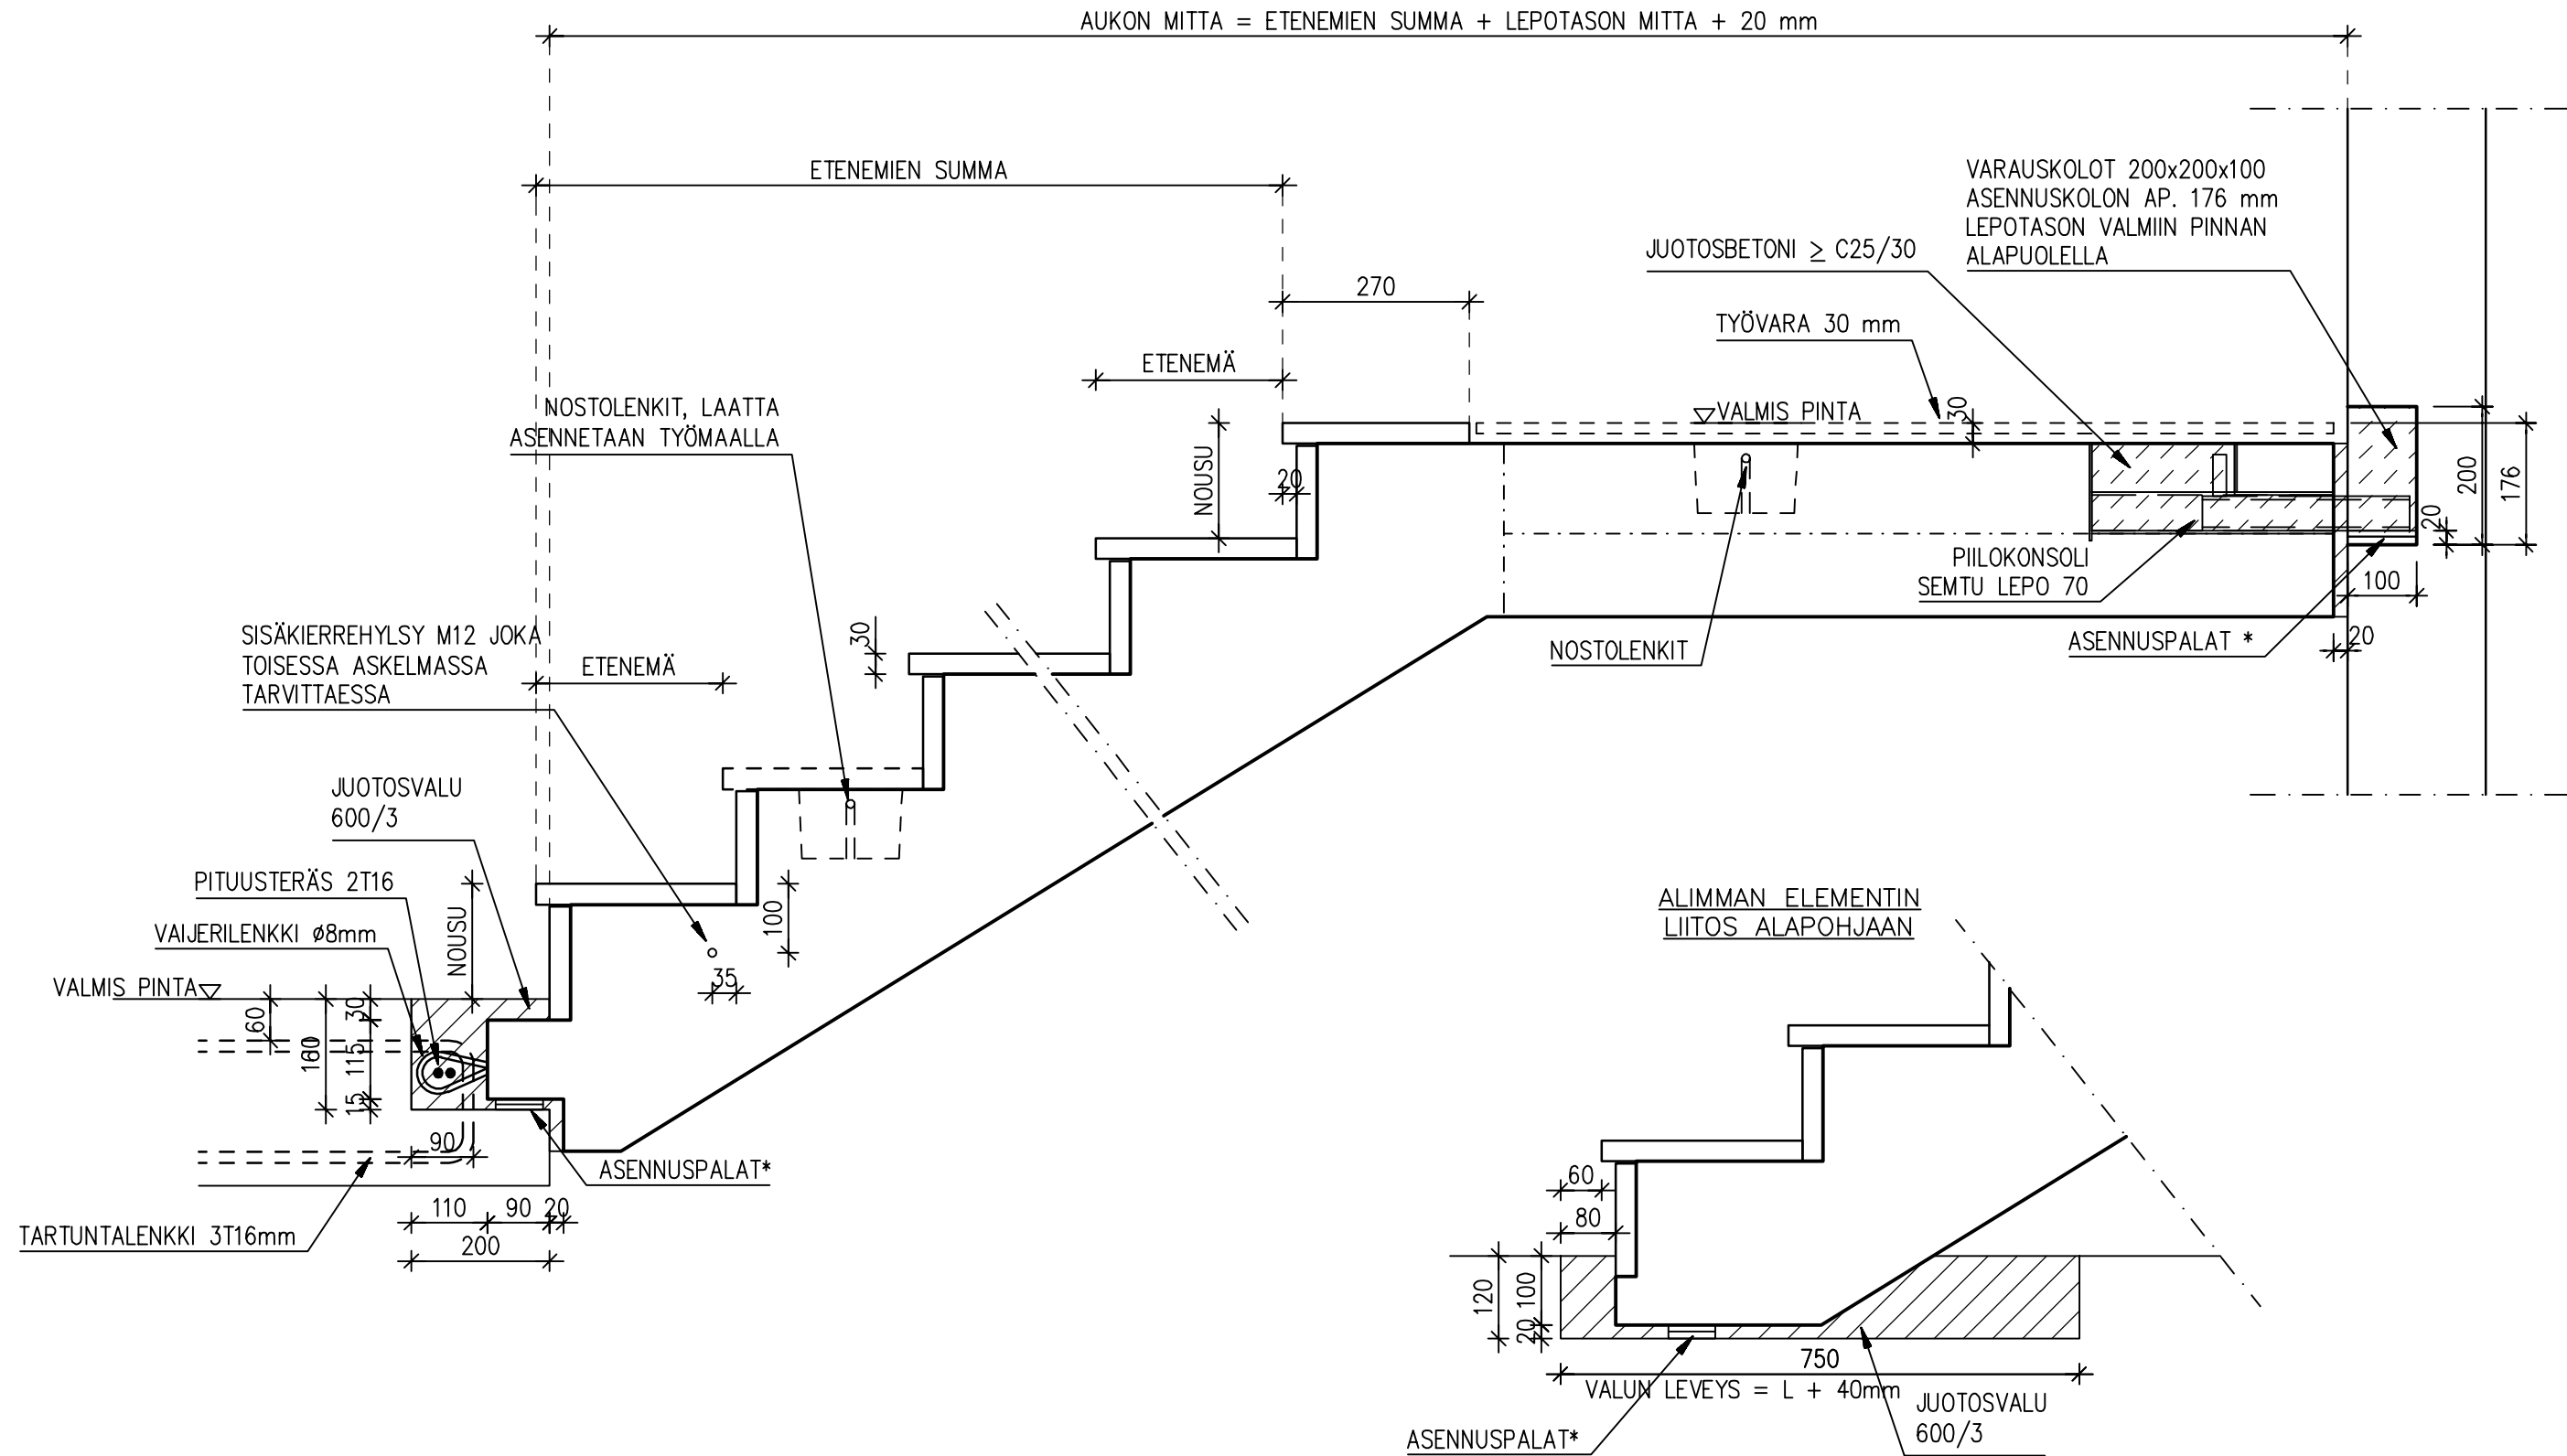 AUKON MITTA = ETENEMIEN SUMMA + LEPOTASON MITTA + 20 mm
ETENEMIEN SUMMA
VARAUSKOLOT 200x200x100
ASENNUSKOLON AP. 176 mm
LEPOTASON VALMIIN PINNAN
ALAPUOLELLA
JUOTOSBETONI ≥ C25/30
270
TYÖVARA 30 mm
ETENEMÄ
NOSTOLENKIT, LAATTA
ASENNETAAN TYÖMAALLA
VALMIS PINTA
30
NOUSU
20
200
176
20
PIILOKONSOLI
SEMTU LEPO 70
100
SISÄKIERREHYLSY M12 JOKA
TOISESSA ASKELMASSA
TARVITTAESSA
ETENEMÄ
30
NOSTOLENKIT
ASENNUSPALAT *
20
JUOTOSVALU
600/3
PITUUSTERÄS 2T16
VAIJERILENKKI Ø8mm
NOUSU
100
35
VALMIS PINTA
60
160
30
115
15
90
ASENNUSPALAT*
110
90
20
200
TARTUNTALENKKI 3T16mm
ALIMMAN ELEMENTIN
LIITOS ALAPOHJAAN
60
80
120
100
20
750
VALUN LEVEYS = L + 40mm
JUOTOSVALU
600/3
ASENNUSPALAT*